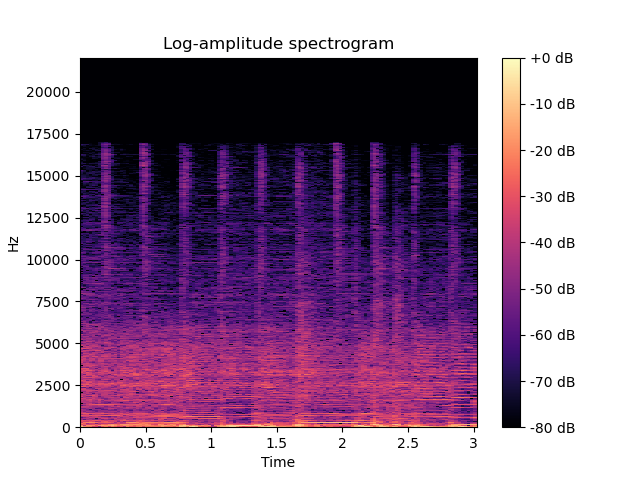 Log-amplitude spectrogram
Hz
20000
17500
15000
12500
10000
7500
5000
2500
0
0 0.5 1 1.5 2 2.5 3
Time
+0 dB
-10 dB
-20 dB
-30 dB
-40 dB
-50 dB
-60 dB
-70 dB
-80 dB